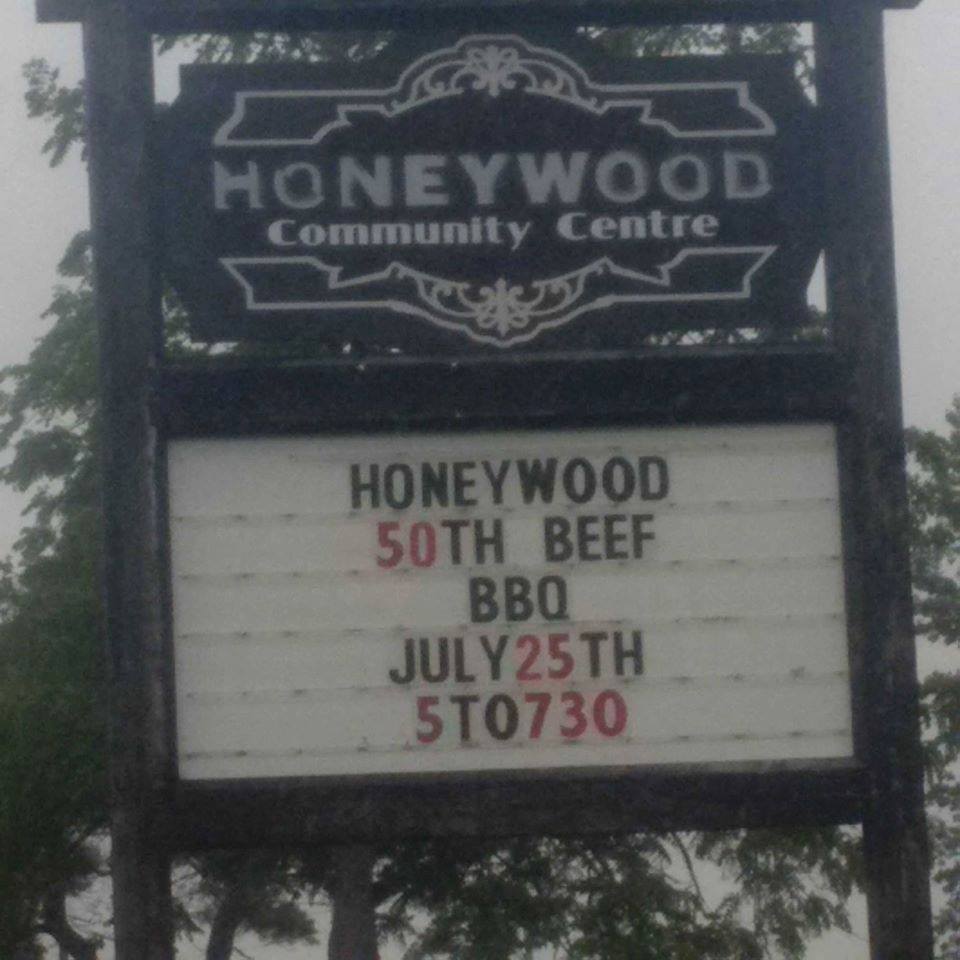 HONEYWOOD
Community Centre
HONEYWOOD
50TH BEEF
BBQ
JULY25TH
5TO730